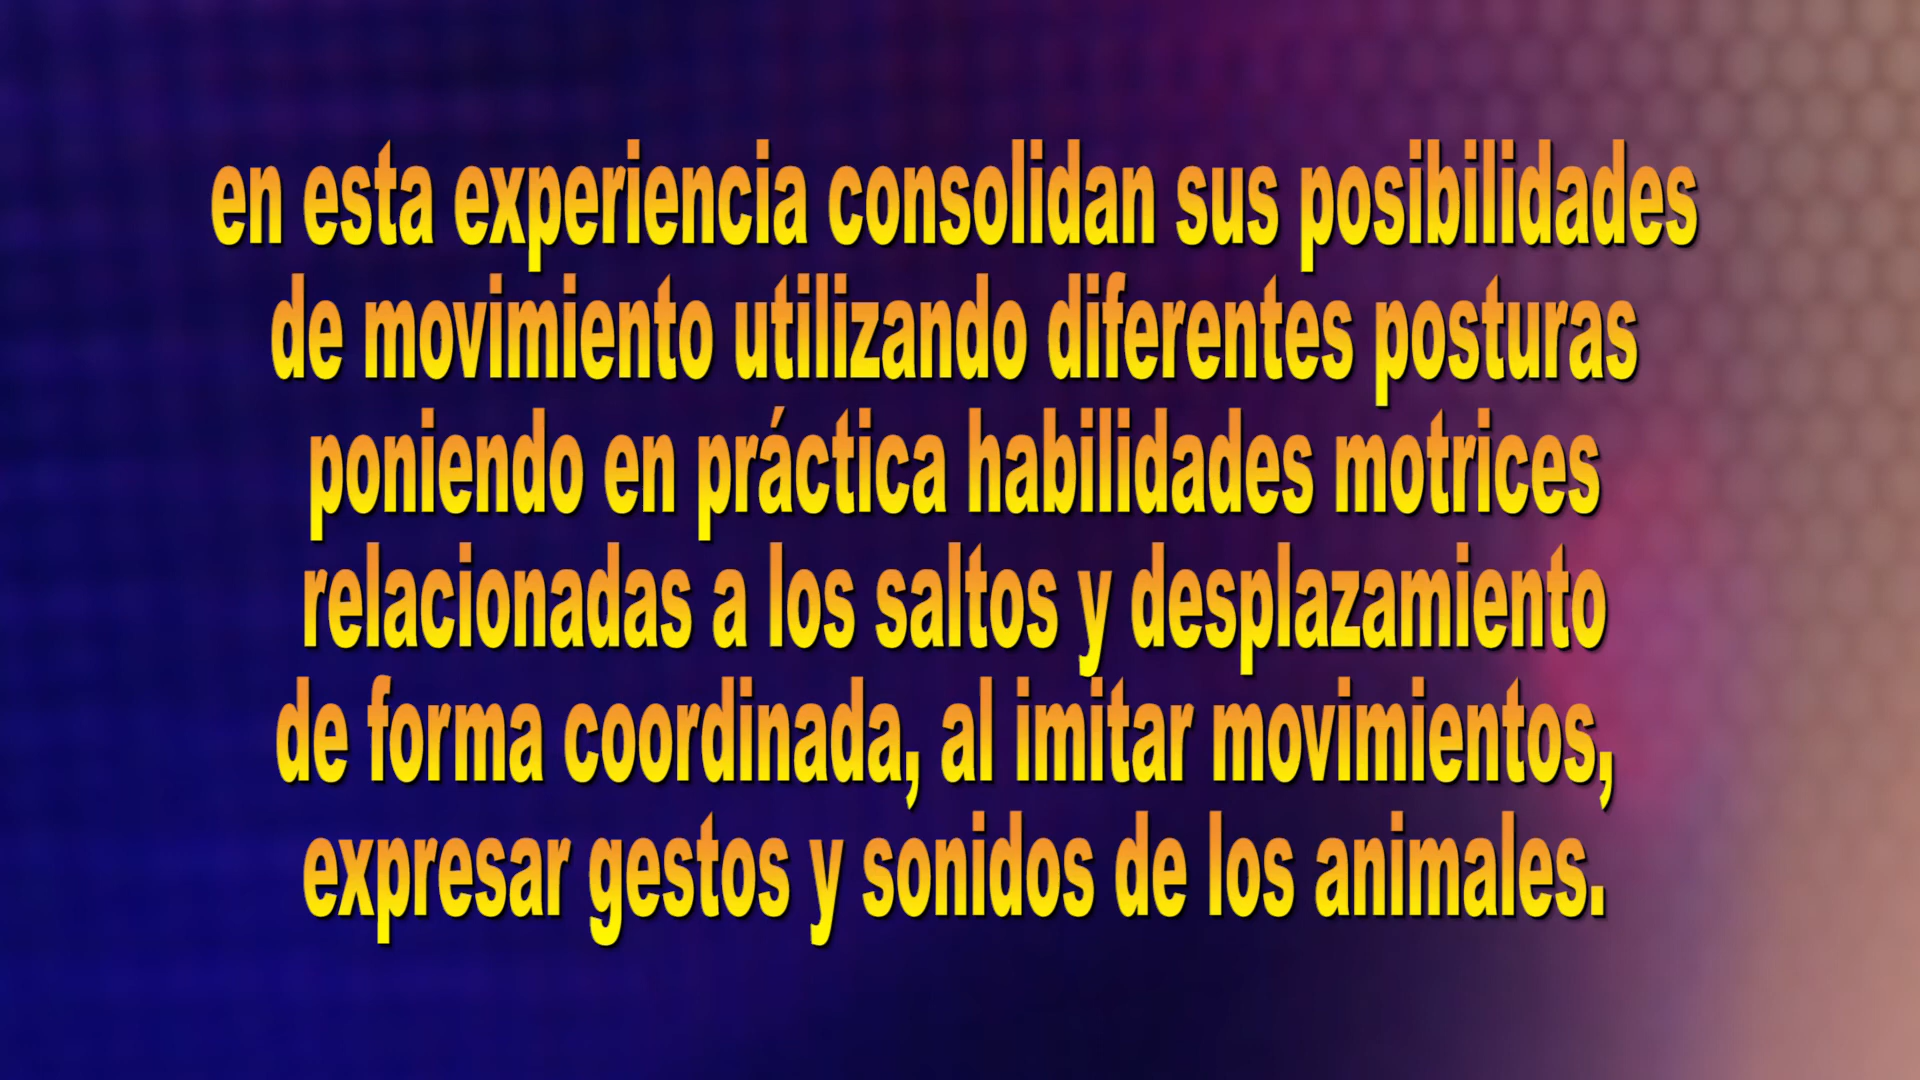 en esta experiencia consolidan sus posibilidades
de movimiento utilizando diferentes posturas
poniendo en práctica habilidades motrices
relacionadas a los saltos y desplazamiento
de forma coordinada, al imitar movimientos,
expresar gestos y sonidos de los animales.